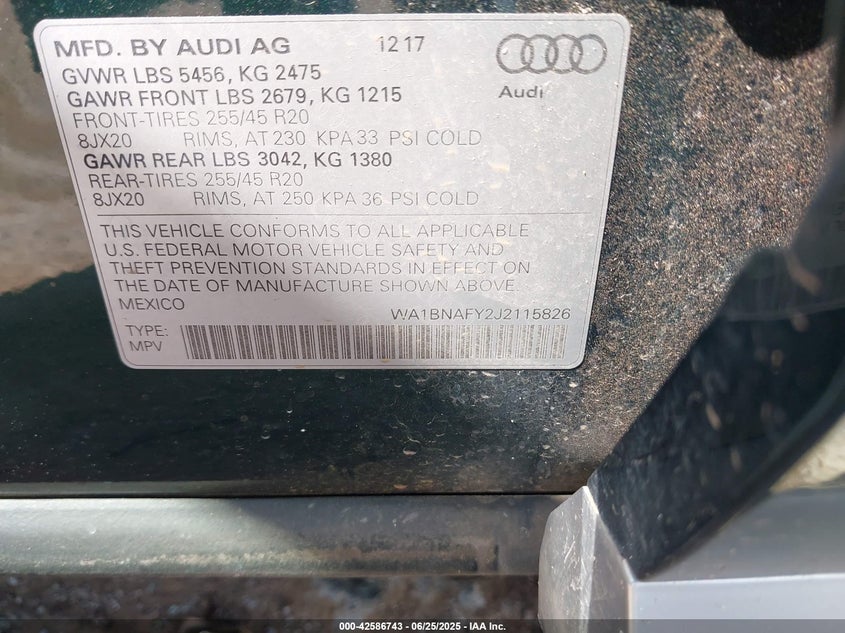 MFD. BY AUDI AG 12 17
GVWR LBS 5456, KG 2475
GAWR FRONT LBS 2679, KG 1215
Audi
FRONT-TIRES 255/45 R20
8JX20 RIMS, AT 230 KPA 33 PSI COLD
GAWR REAR LBS 3042, KG 1380
REAR-TIRES 255/45 R20
8JX20 RIMS, AT 250 KPA 36 PSI COLD
THIS VEHICLE CONFORMS TO ALL APPLICABLE
U.S. FEDERAL MOTOR VEHICLE SAFETY AND
THEFT PREVENTION STANDARDS IN EFFECT ON
THE DATE OF MANUFACTURE SHOWN ABOVE.
MEXICO
WA1BNAFY2J2115826
TYPE:
MPV
000-42586743 - 06/25/2025 - IAA Inc.